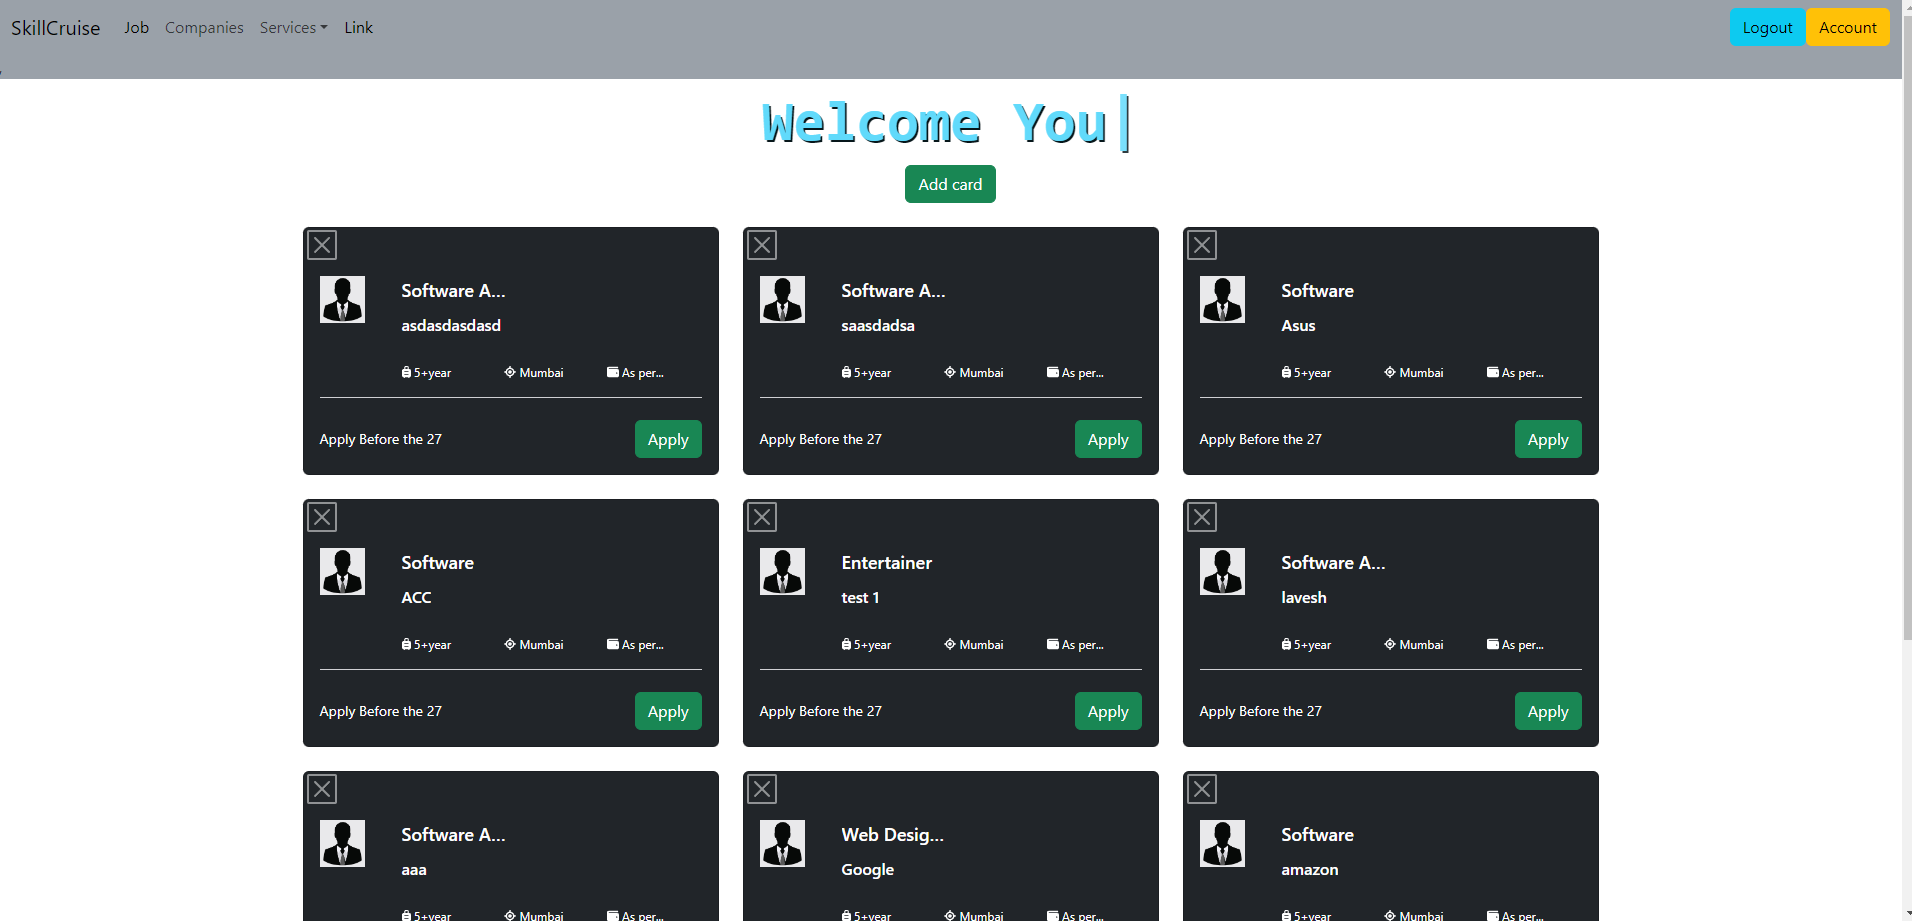 SkillCruise Job Companies Services Link Logout Account
Welcome You|
Add card
Software A... Software A... Software
asdasdasdasd saasdadsa Asus
5+year Mumbai As per... 5+year Mumbai As per... 5+year Mumbai As per...
Apply Before the 27 Apply Apply Before the 27 Apply Apply Before the 27 Apply
Software Entertainer Software A...
ACC test 1 lavesh
5+year Mumbai As per... 5+year Mumbai As per... 5+year Mumbai As per...
Apply Before the 27 Apply Apply Before the 27 Apply Apply Before the 27 Apply
Software A... Web Desig... Software
aaa Google amazon
5+year Mumbai As per... 5+year Mumbai As per... 5+year Mumbai As per...